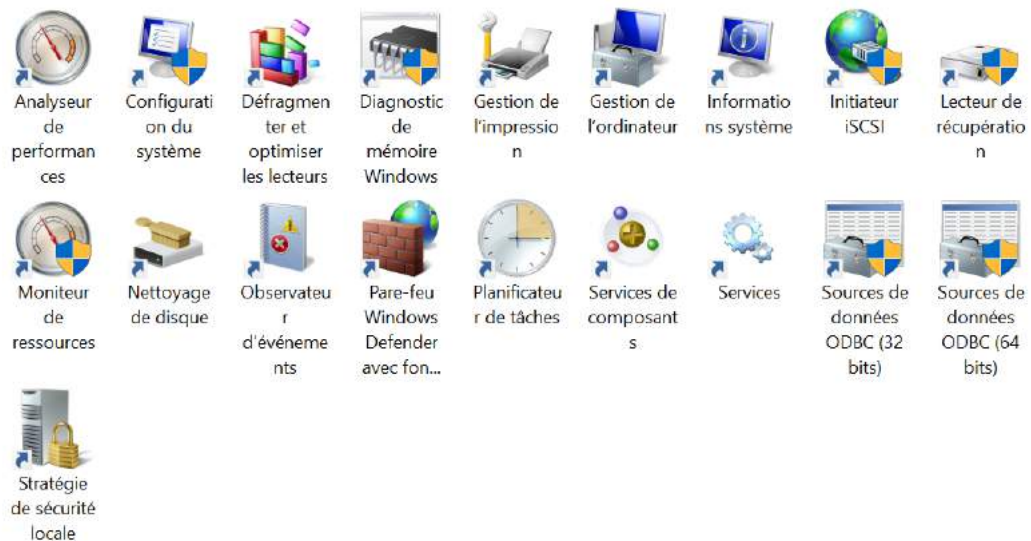 Analyseur
de
performan
ces
Configurati
on du
système
Défragmen
ter et
optimiser
les lecteurs
Diagnostic
de
mémoire
Windows
Gestion de
l'impressio
n
Gestion de
l'ordinateur
Informatio
ns système
Initiateur
iSCSI
Lecteur de
récupératio
n
Moniteur
de
ressources
Nettoyage
de disque
Observateu
r
d'événeme
nts
Pare-feu
Windows
Defender
avec fon...
Planificateu
r de tâches
Services de
composant
s
Services
Sources de
données
ODBC (32
bits)
Sources de
données
ODBC (64
bits)
Stratégie
de sécurité
locale